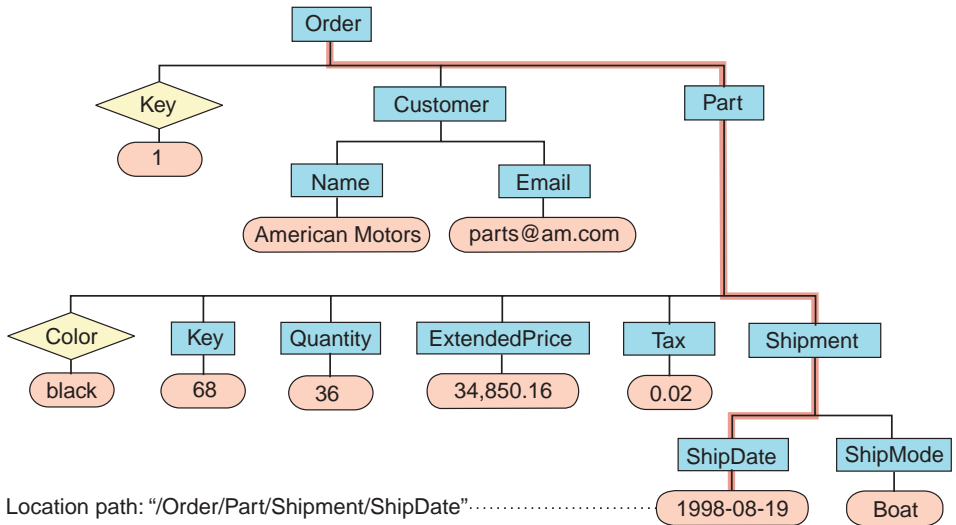 Order
Key
Customer
Part
1
Name
Email
American Motors
parts@am.com
Color
Key
Quantity
ExtendedPrice
Tax
Shipment
black
68
36
34,850.16
0.02
ShipDate
ShipMode
Location path: “/Order/Part/Shipment/ShipDate”
1998-08-19
Boat